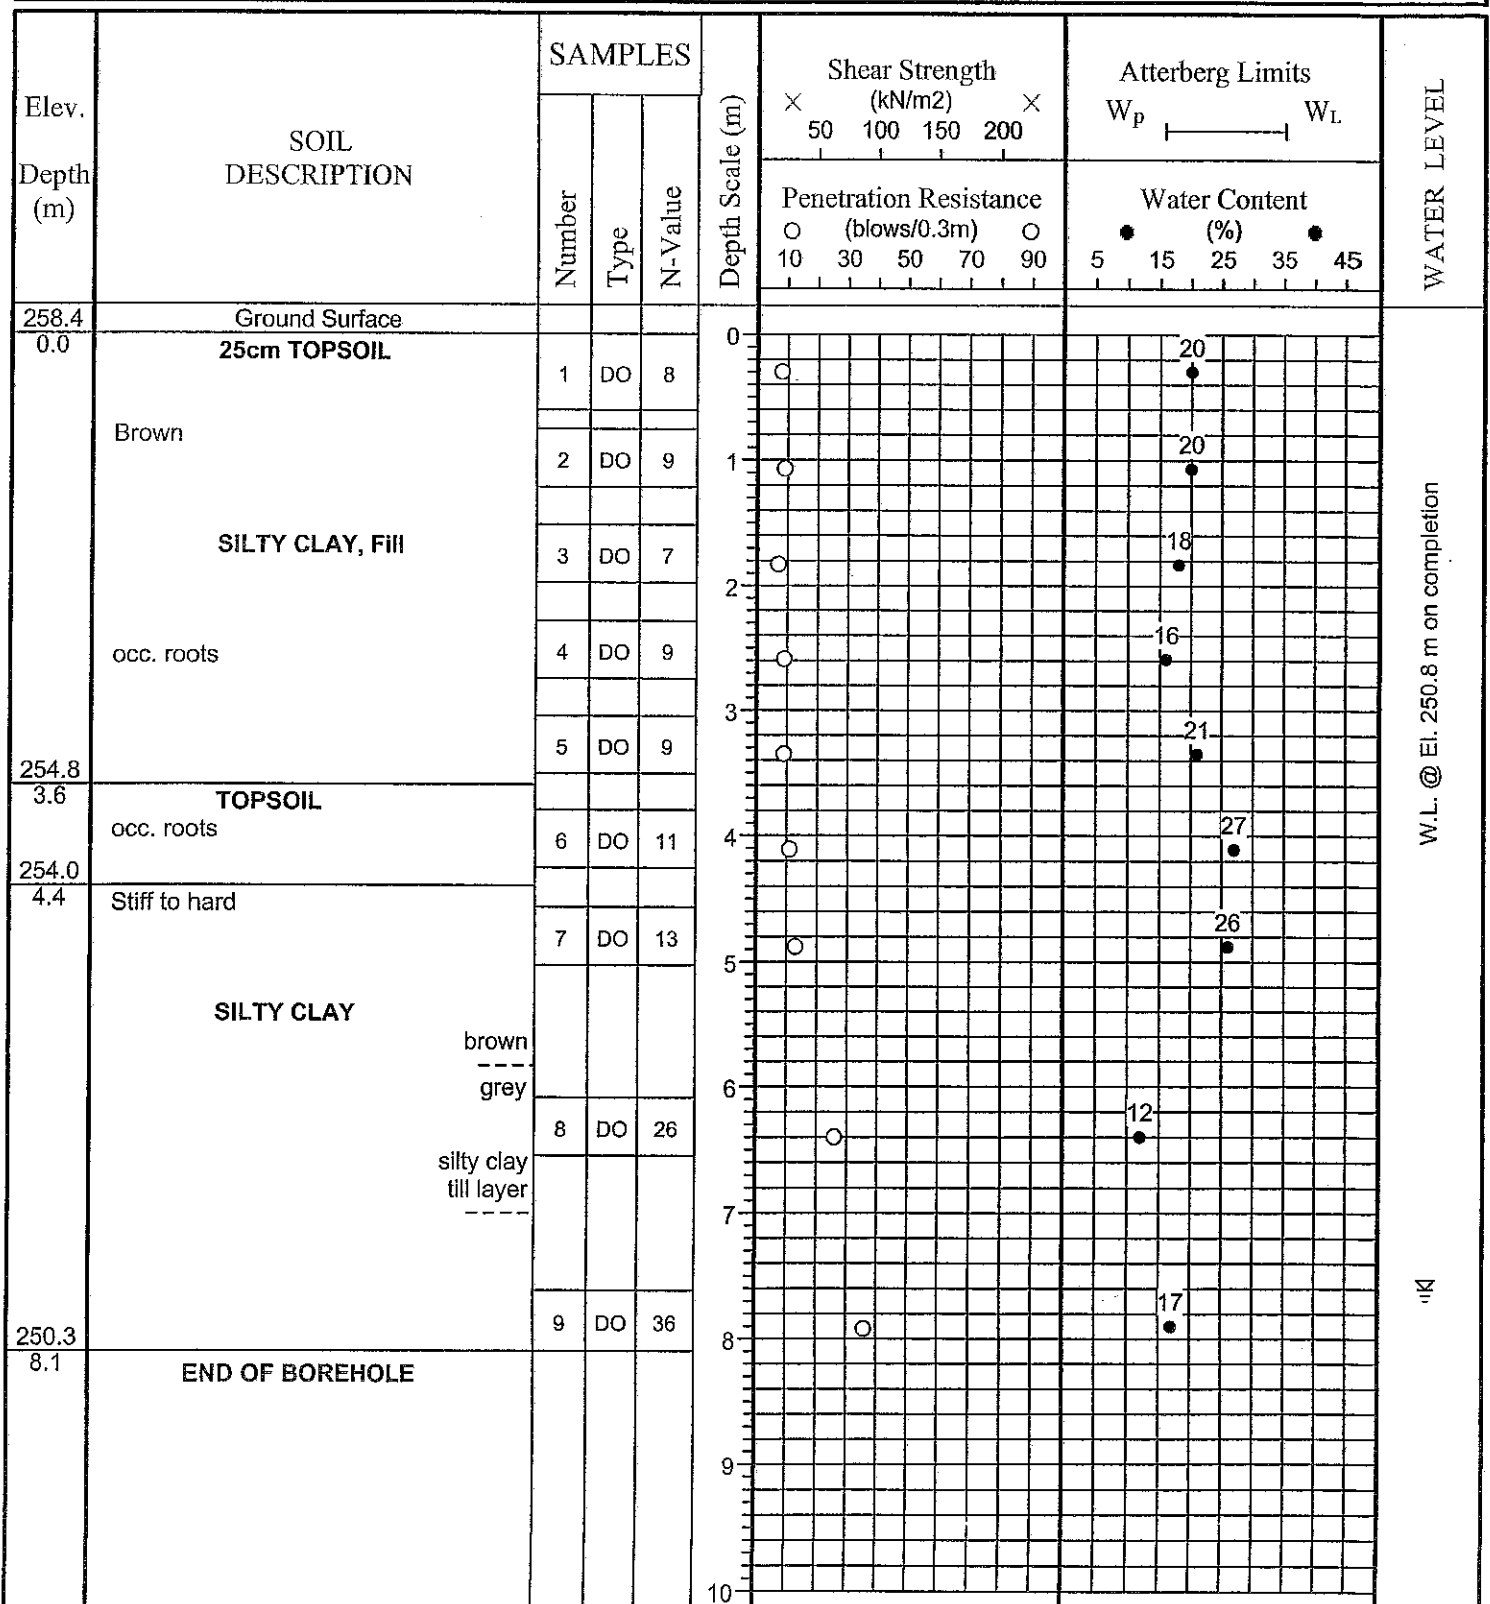 Elev.
Depth
(m)
SOIL
DESCRIPTION
SAMPLES
Number
Type
N-Value
Depth Scale (m)
Shear Strength
× (kN/m2) ×
50 100 150 200
Penetration Resistance
○ (blows/0.3m) ○
10 30 50 70 90
Atterberg Limits
Wp WL
Water Content
● (%) ●
5 15 25 35 45
WATER LEVEL
258.4 Ground Surface
0.0 25cm TOPSOIL
0
20
1 DO 8
Brown
20
2 DO 9
1
SILTY CLAY, Fill
18
3 DO 7
2
16
occ. roots
4 DO 9
3
21
5 DO 9
254.8
3.6 TOPSOIL
occ. roots
27
6 DO 11
4
254.0
4.4 Stiff to hard
26
7 DO 13
5
SILTY CLAY
brown
grey
6
12
8 DO 26
silty clay
till layer
7
17
9 DO 36
8
250.3
8.1 END OF BOREHOLE
9
10
W.L. @ El. 250.8 m on completion